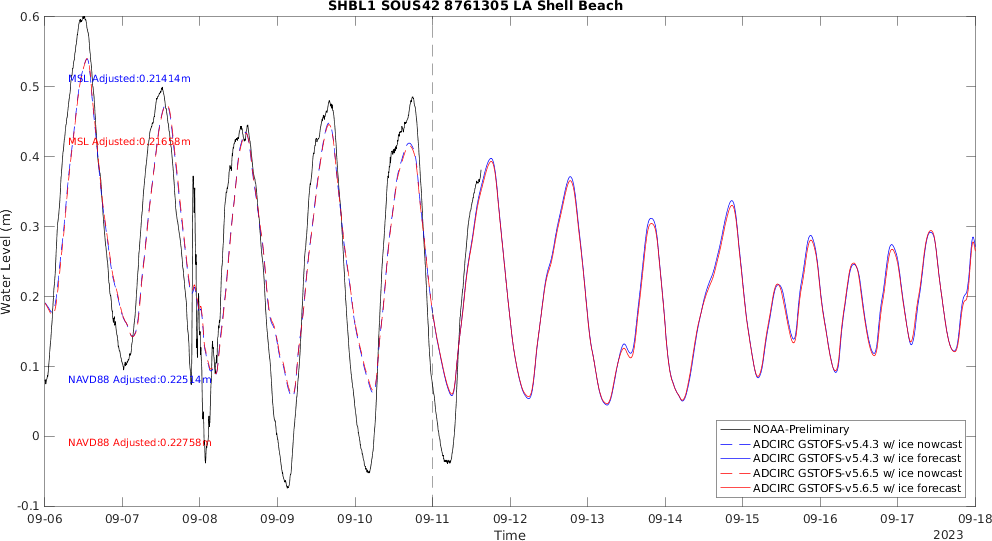 SHBL1 SOUS42 8761305 LA Shell Beach
0.6
0.5
0.4
0.3
0.2
0.1
0
-0.1
Water Level (m)
MSL Adjusted:0.21414m
MSL Adjusted:0.21658m
NAVD88 Adjusted:0.22514m
NAVD88 Adjusted:0.22758m
NOAA-Preliminary
ADCIRC GSTOFS-v5.4.3 w/ ice nowcast
ADCIRC GSTOFS-v5.4.3 w/ ice forecast
ADCIRC GSTOFS-v5.6.5 w/ ice nowcast
ADCIRC GSTOFS-v5.6.5 w/ ice forecast
09-06 09-07 09-08 09-09 09-10 09-11 09-12 09-13 09-14 09-15 09-16 09-17 09-18
Time
2023